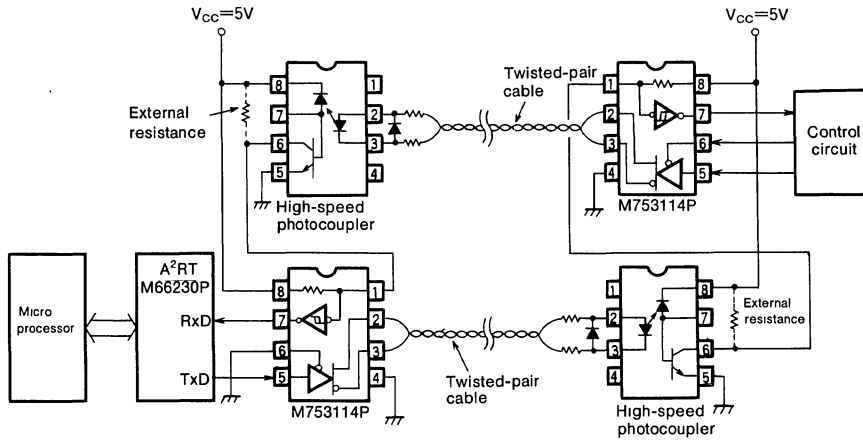 VCC=5V
VCC=5V
8 1
7 2
6 3
5 4
External
resistance
High-speed
photocoupler
Twisted-pair
cable
1 8
2 7
3 6
4 5
M753114P
Control
circuit
Micro
processor
A²RT
M66230P
RxD
TxD
8 1
7 2
6 3
5 4
M753114P
Twisted-pair
cable
1 8
2 7
3 6
4 5
External
resistance
High-speed
photocoupler